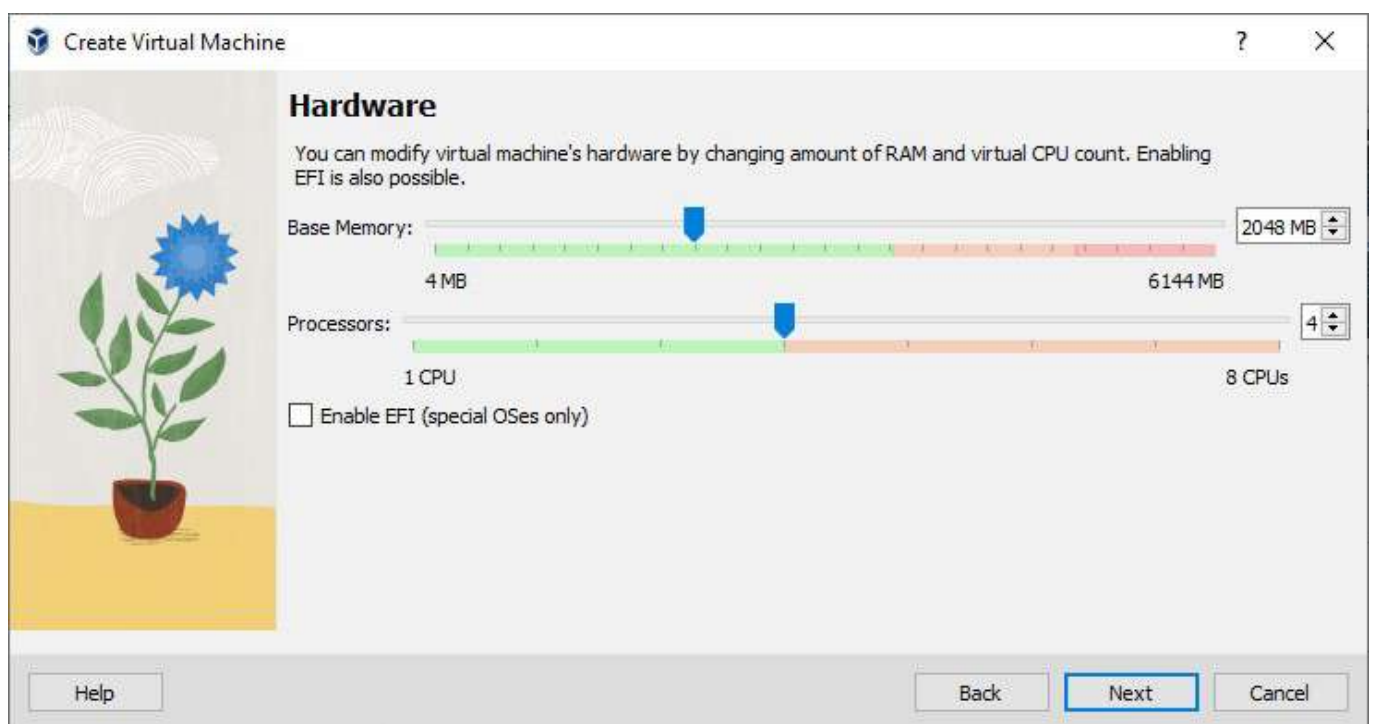 Create Virtual Machine
?
Hardware
You can modify virtual machine's hardware by changing amount of RAM and virtual CPU count. Enabling
EFI is also possible.
Base Memory:
2048 MB
4 MB
6144 MB
Processors:
4
1 CPU
8 CPUs
Enable EFI (special OSes only)
Help
Back
Next
Cancel